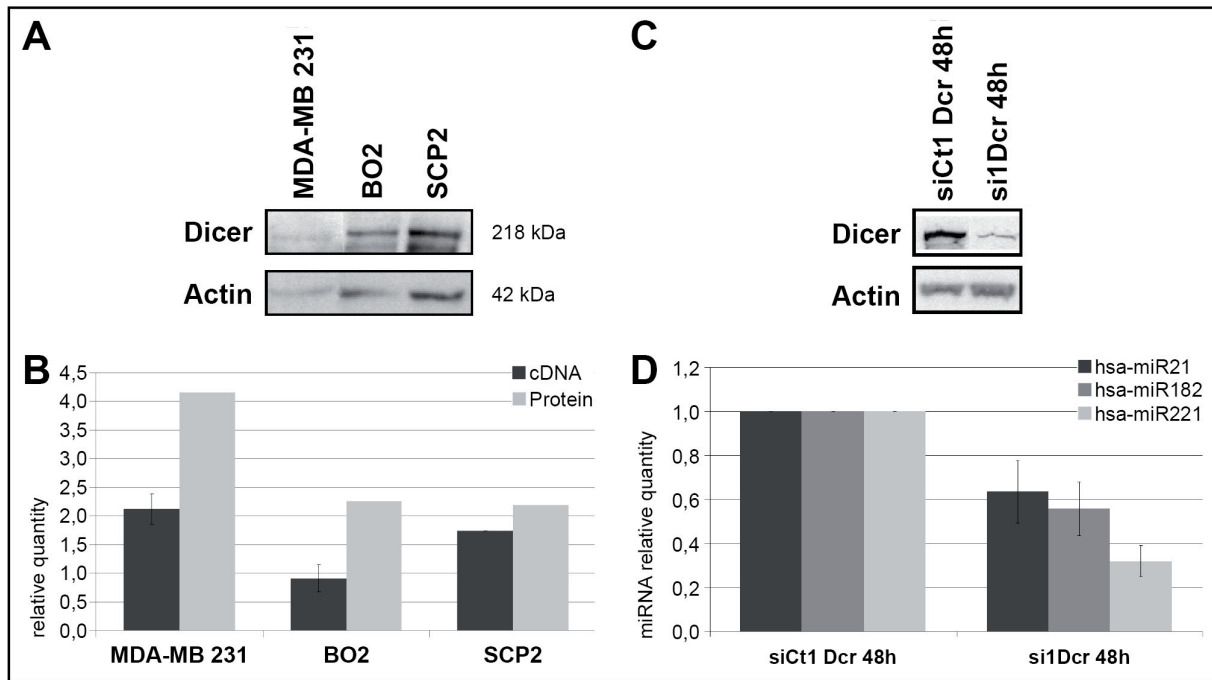 A
MDA-MB 231
BO2
SCP2
Dicer
218 kDa
Actin
42 kDa
B
cDNA
Protein
relative quantity
4,5
4,0
3,5
3,0
2,5
2,0
1,5
1,0
0,5
0,0
MDA-MB 231
BO2
SCP2
C
siCt1 Dcr 48h
si1Dcr 48h
Dicer
Actin
D
hsa-miR21
hsa-miR182
hsa-miR221
miRNA relative quantity
1,2
1,0
0,8
0,6
0,4
0,2
0,0
siCt1 Dcr 48h
si1Dcr 48h